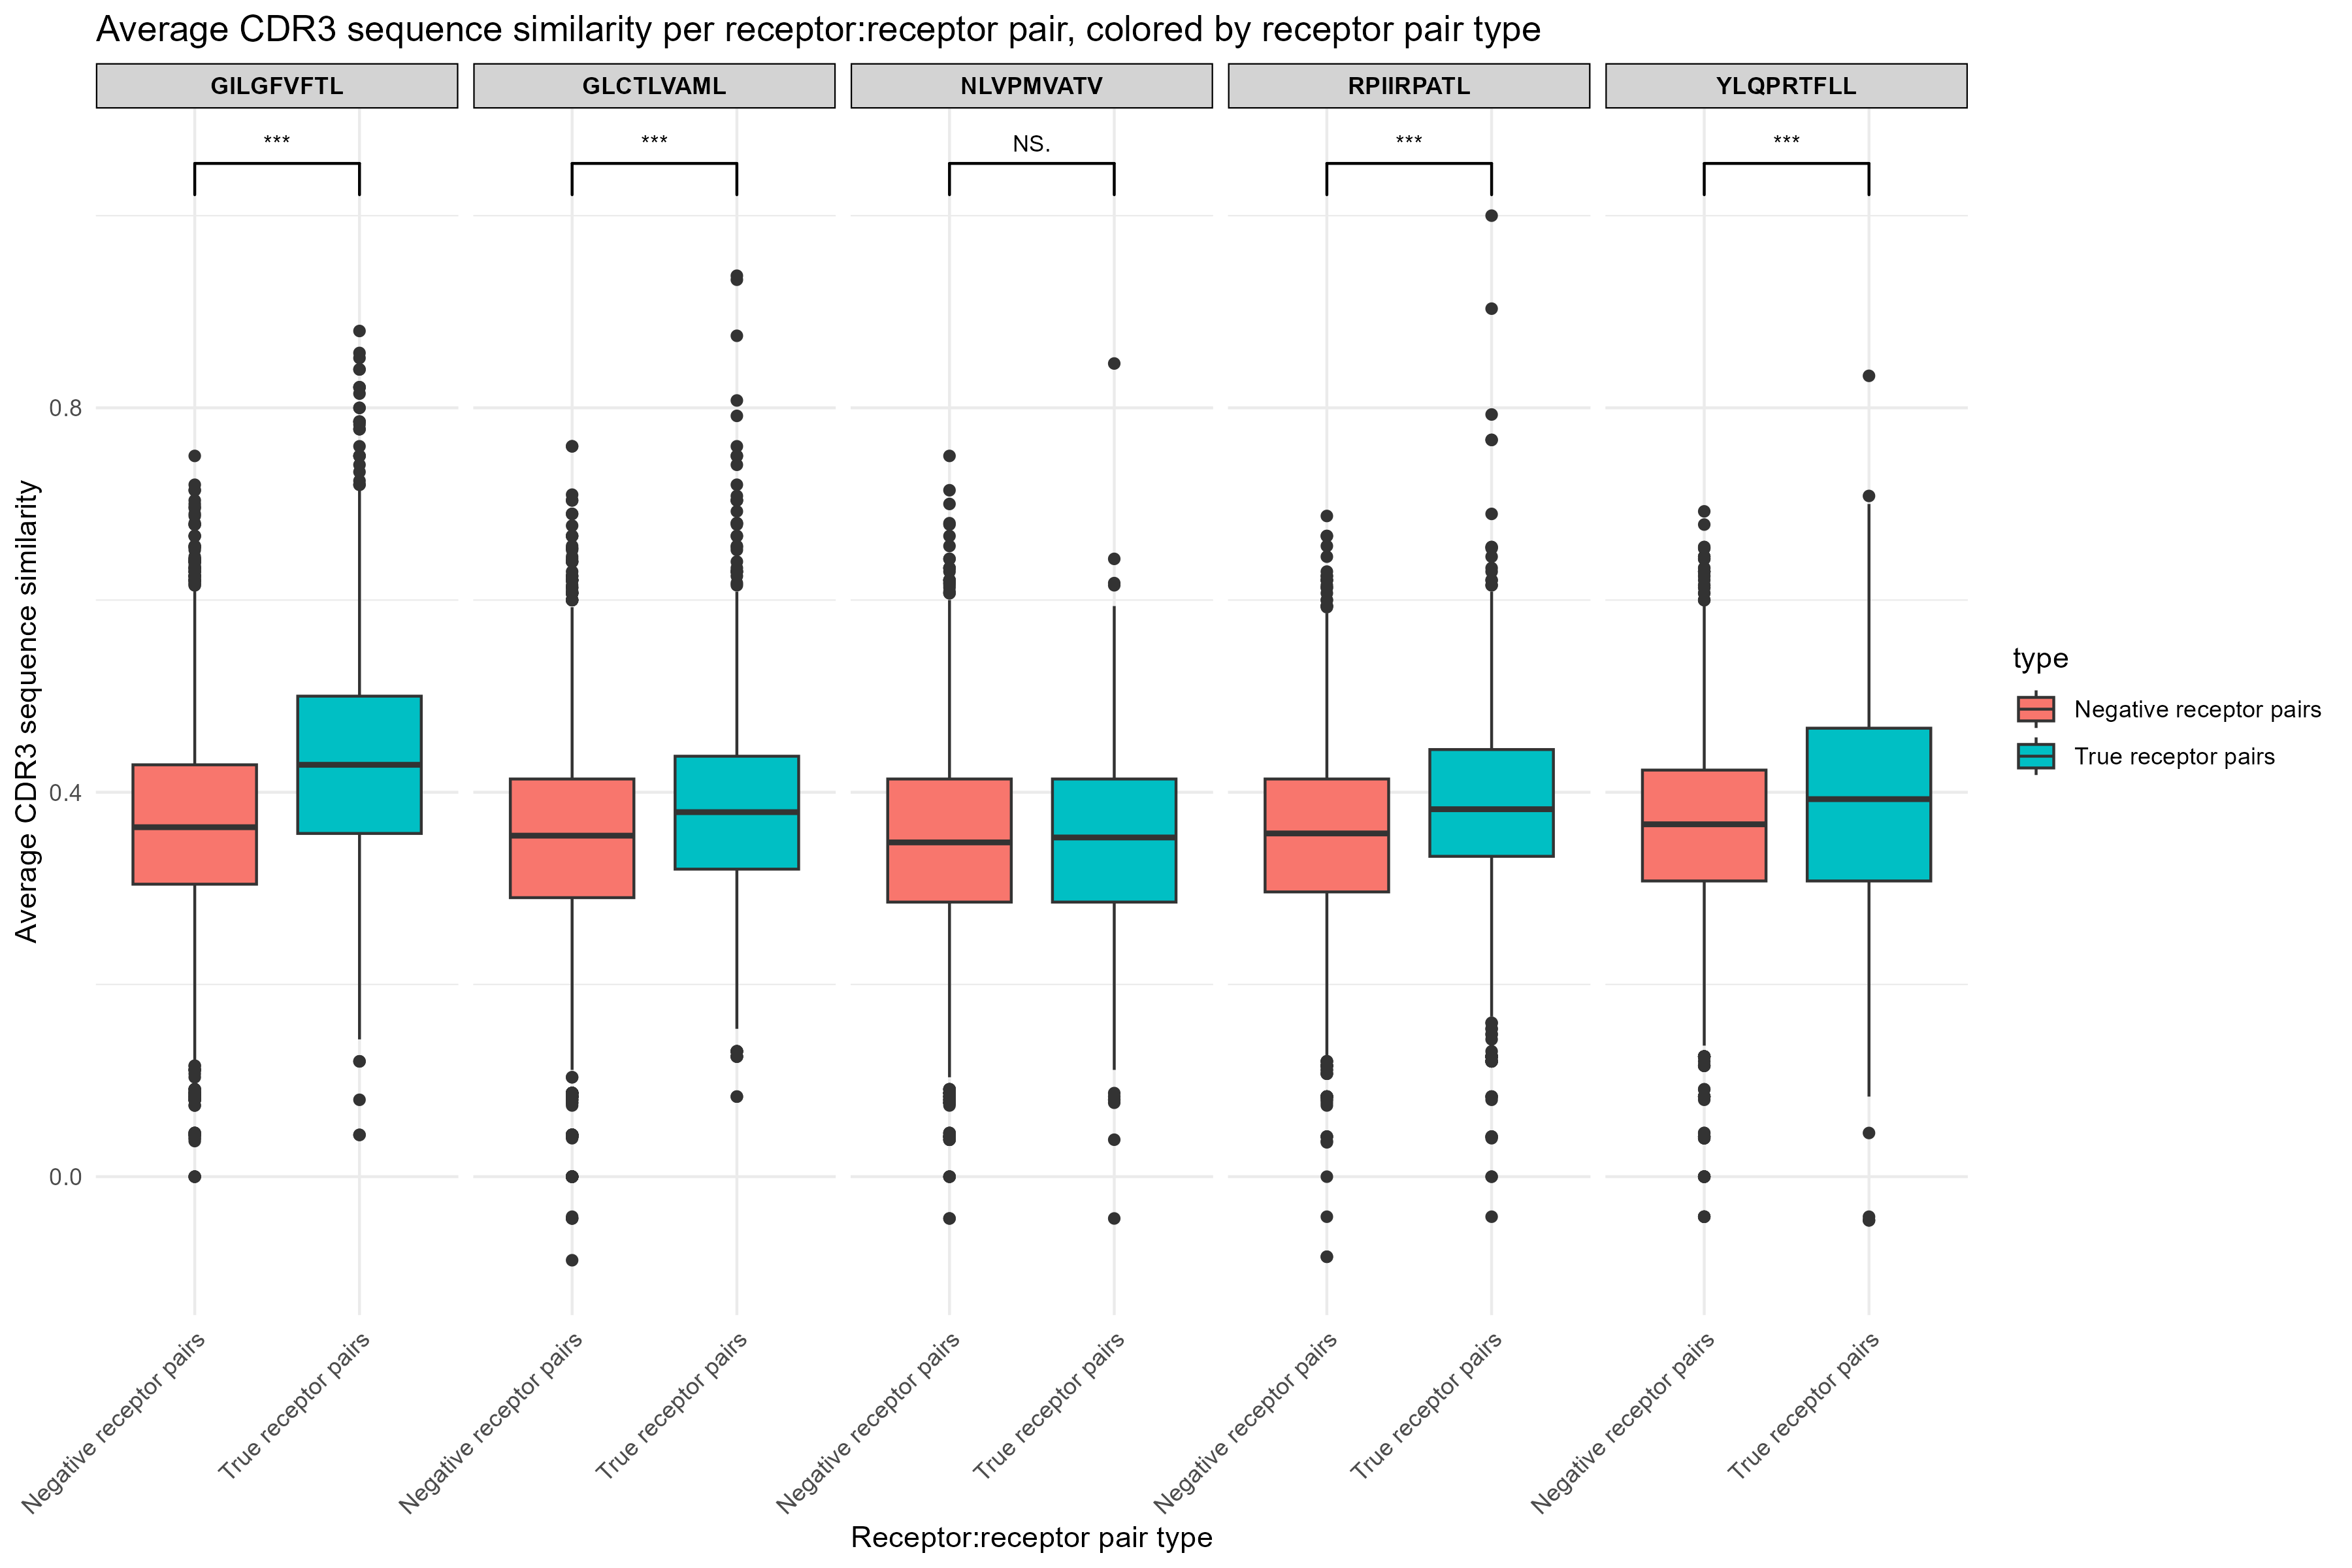 Average CDR3 sequence similarity per receptor:receptor pair, colored by receptor pair type
GILGFVFTL
GLCTLVAML
NLVPMVATV
RPIIRPATL
YLQPRTFLL
***
***
NS.
***
***
Average CDR3 sequence similarity
0.8
0.4
0.0
type
Negative receptor pairs
True receptor pairs
Negative receptor pairs
True receptor pairs
Negative receptor pairs
True receptor pairs
Negative receptor pairs
True receptor pairs
Negative receptor pairs
True receptor pairs
Negative receptor pairs
True receptor pairs
Receptor:receptor pair type